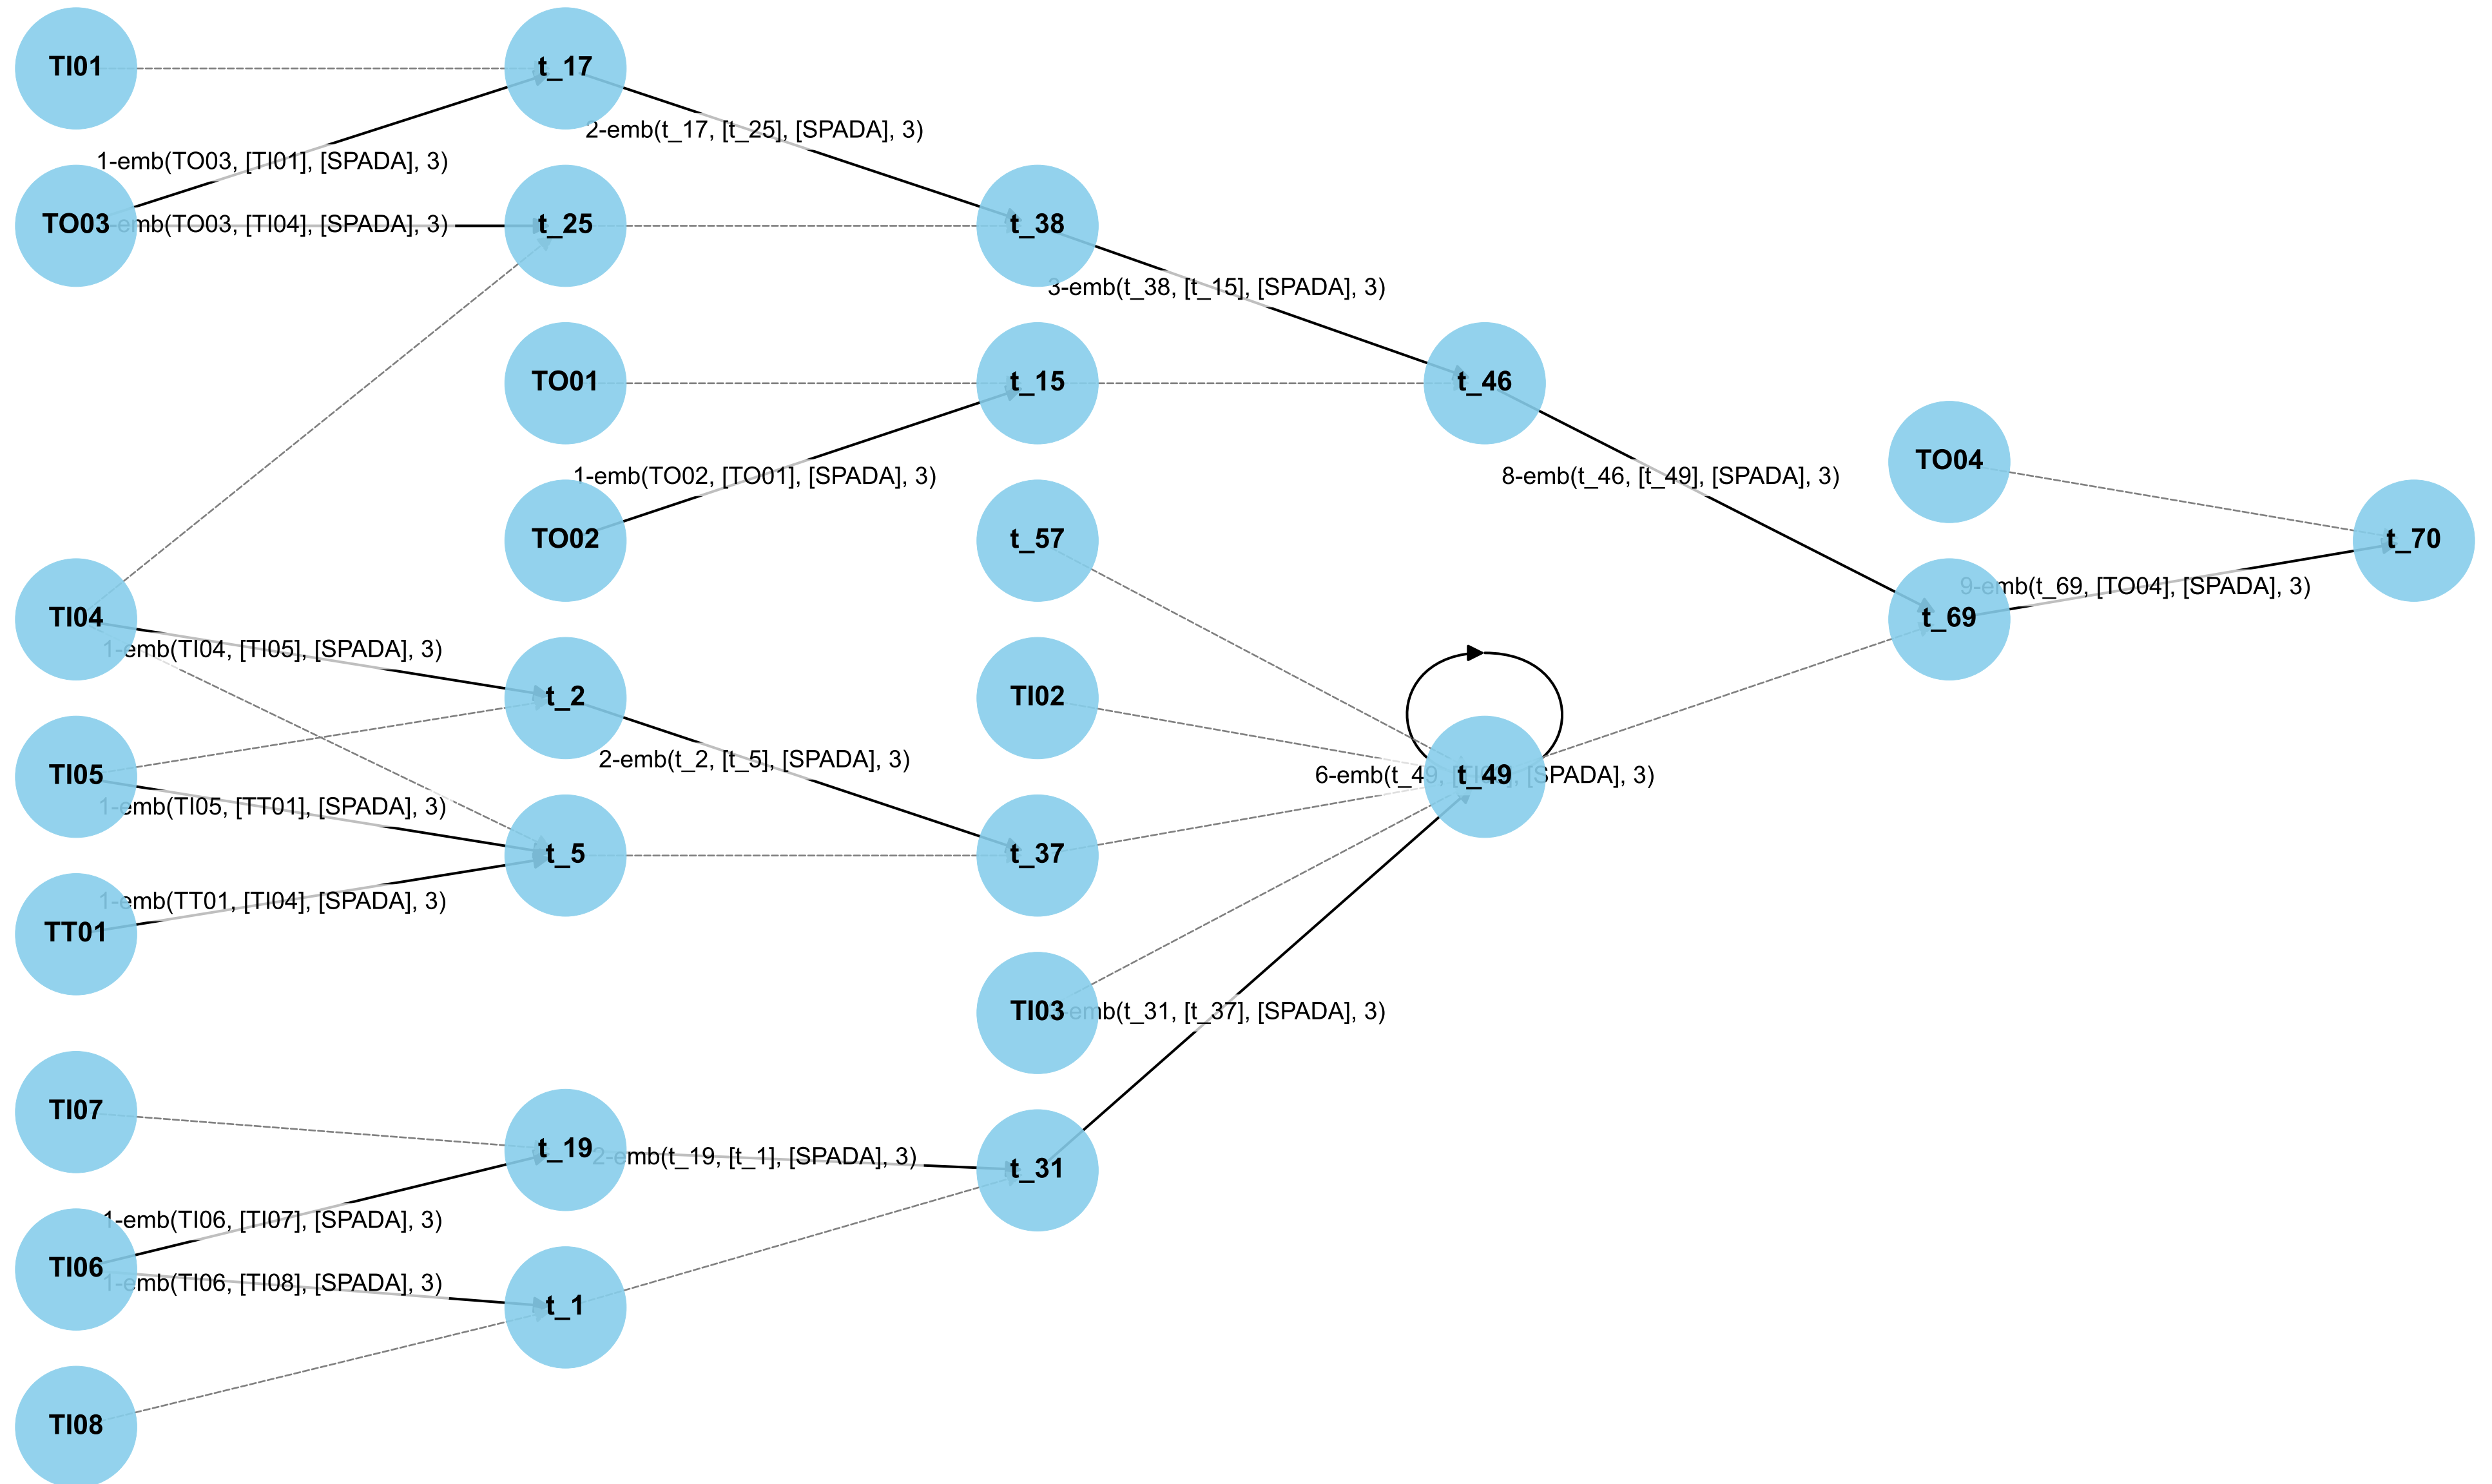 TI01
t_17
2-emb(t_17, [t_25], [SPADA], 3)
1-emb(TO03, [TI01], [SPADA], 3)
TO03
-emb(TO03, [TI04], [SPADA], 3)
t_25
t_38
3-emb(t_38, [t_15], [SPADA], 3)
TO01
t_15
t_46
TO04
1-emb(TO02, [TO01], [SPADA], 3)
8-emb(t_46, [t_49], [SPADA], 3)
TO02
t_57
t_70
9-emb(t_69, [TO04], [SPADA], 3)
TI04
t_69
1-emb(TI04, [TI05], [SPADA], 3)
t_2
TI02
2-emb(t_2, [t_5], [SPADA], 3)
TI05
6-emb(t_49, [SPADA], 3)
t_49
1-emb(TI05, [TT01], [SPADA], 3)
t_5
t_37
1-emb(TT01, [TI04], [SPADA], 3)
TT01
TI03
emb(t_31, [t_37], [SPADA], 3)
TI07
t_19
2-emb(t_19, [t_1], [SPADA], 3)
t_31
1-emb(TI06, [TI07], [SPADA], 3)
TI06
1-emb(TI06, [TI08], [SPADA], 3)
t_1
TI08